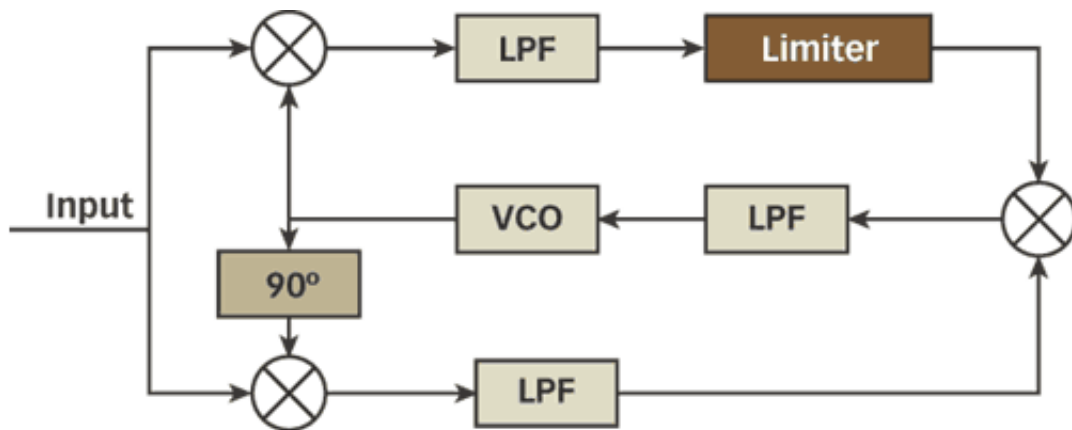 LPF
Limiter
Input
VCO
LPF
90º
LPF